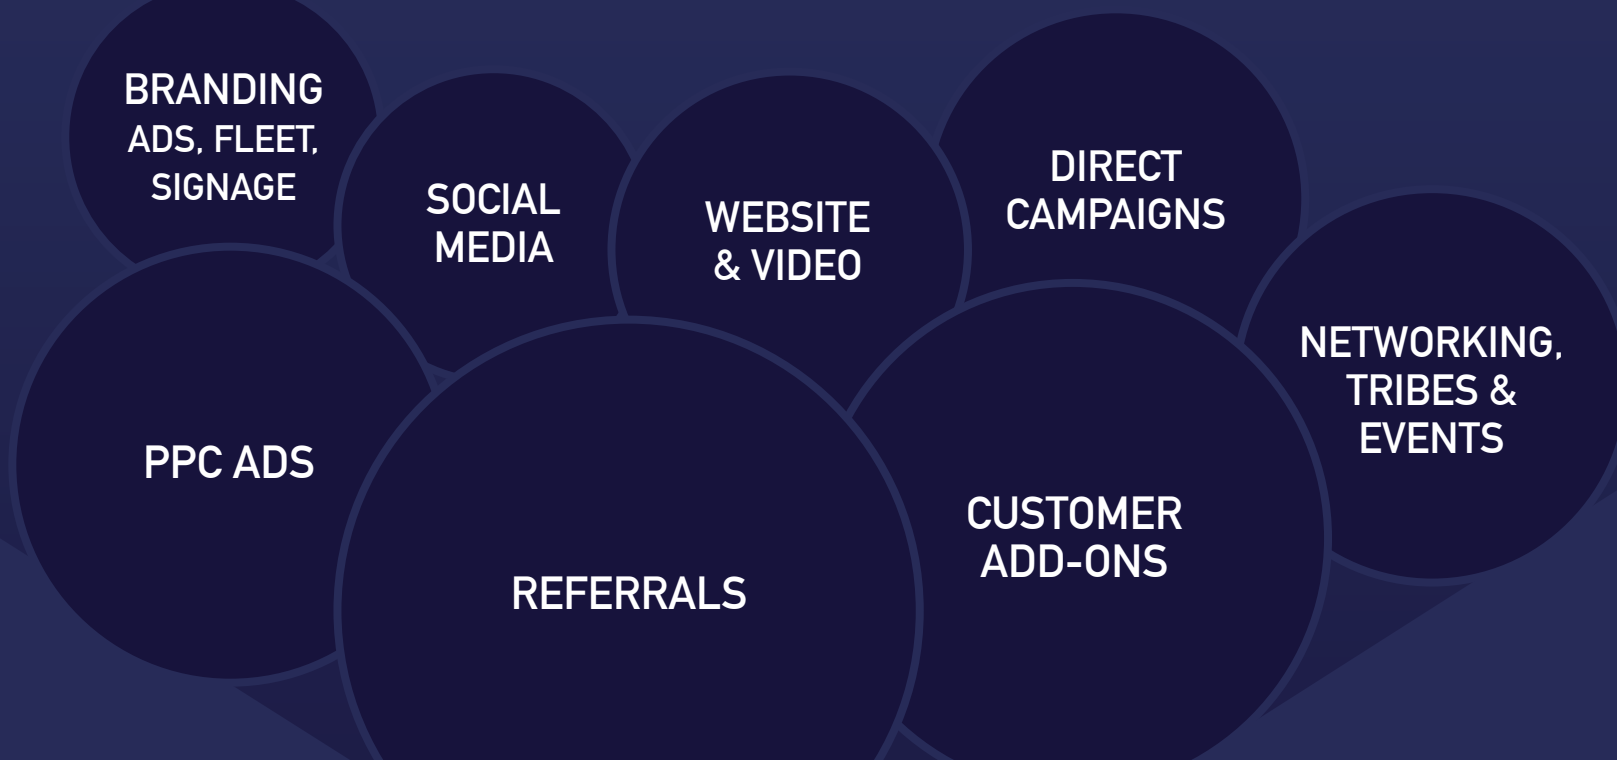 BRANDING
ADS, FLEET,
SIGNAGE
SOCIAL
MEDIA
WEBSITE
& VIDEO
DIRECT
CAMPAIGNS
NETWORKING,
TRIBES &
EVENTS
PPC ADS
REFERRALS
CUSTOMER
ADD-ONS